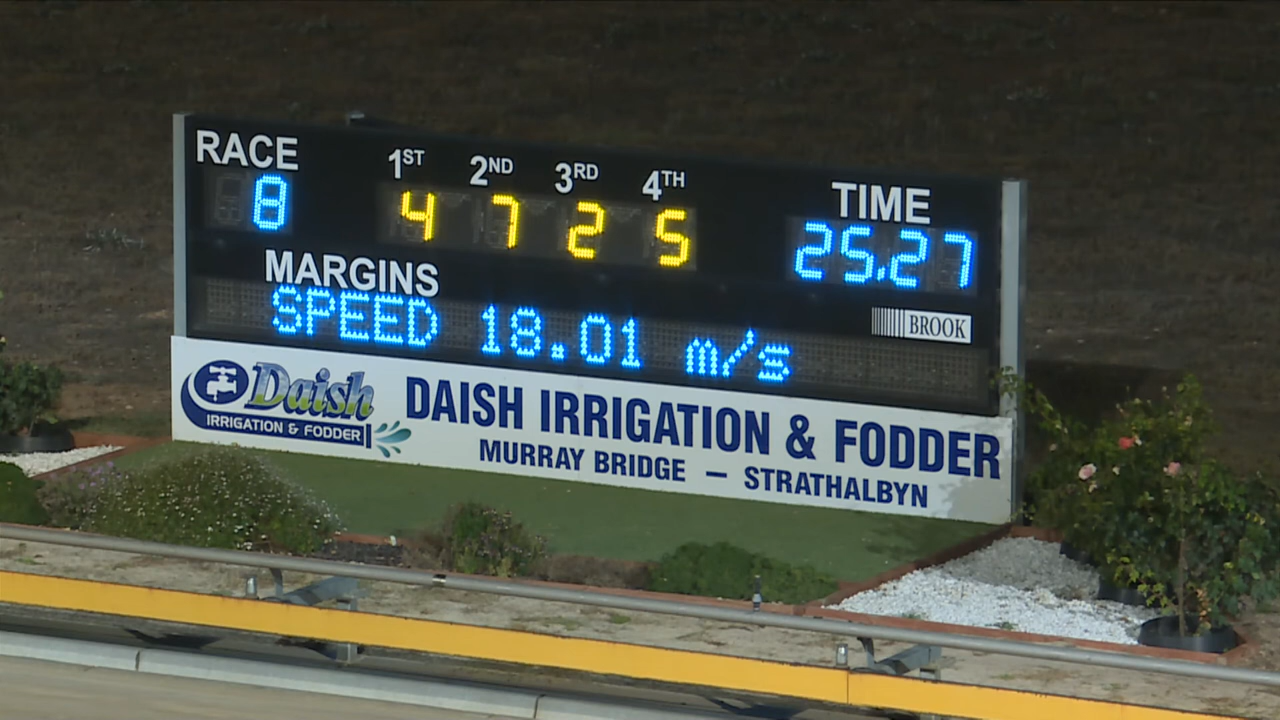 RACE 1ST 2ND 3RD 4TH TIME
8 4 7 2 5 25.27
MARGINS
SPEED 18.01 m/s
BROOK
Daish
IRRIGATION & FODDER
DAISH IRRIGATION & FODDER
MURRAY BRIDGE – STRATHALBYN